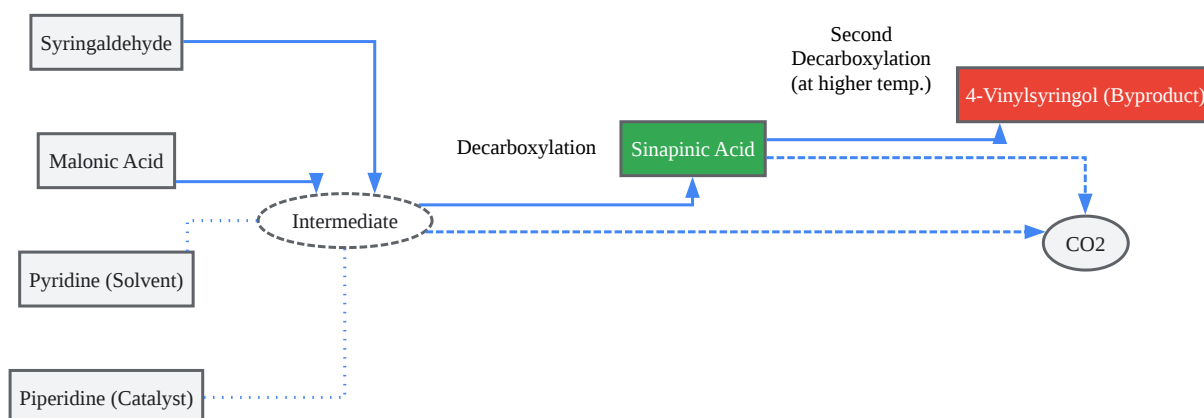 Syringaldehyde
Second
Decarboxylation
(at higher temp.)
4-Vinylsyringol (Byproduct)
Malonic Acid
Decarboxylation
Sinapinic Acid
Intermediate
CO2
Pyridine (Solvent)
Piperidine (Catalyst)